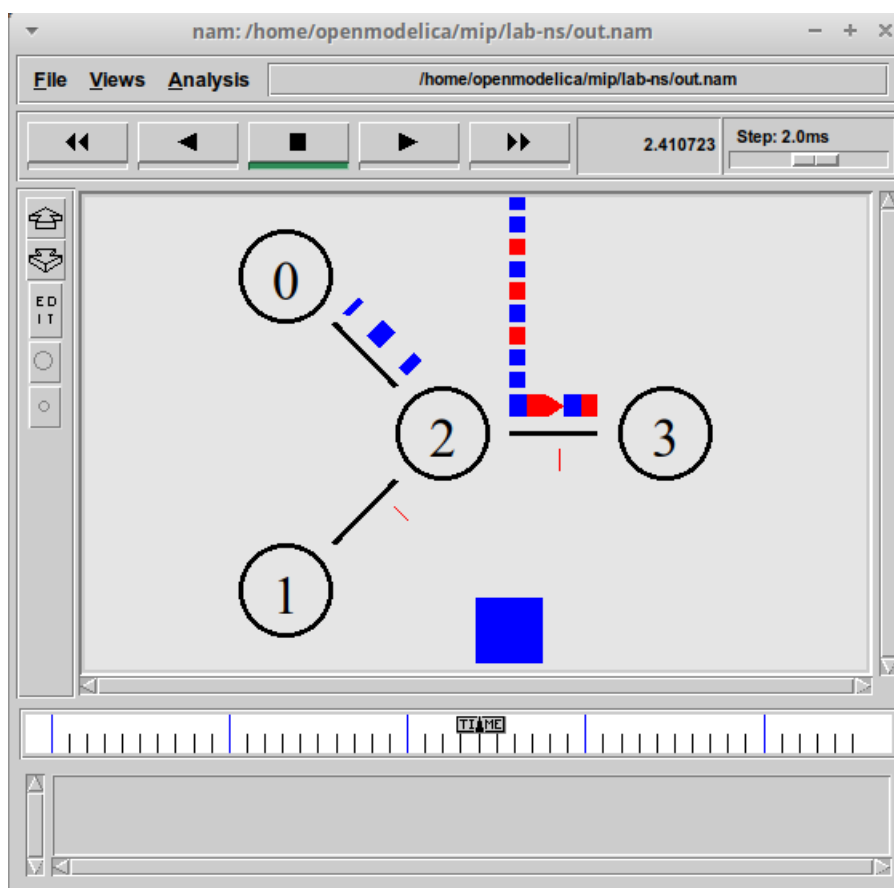 nam: /home/openmodelica/mip/lab-ns/out.nam
File Views Analysis /home/openmodelica/mip/lab-ns/out.nam
2.410723 Step: 2.0ms
ED
IT
0
2
3
1
TIME